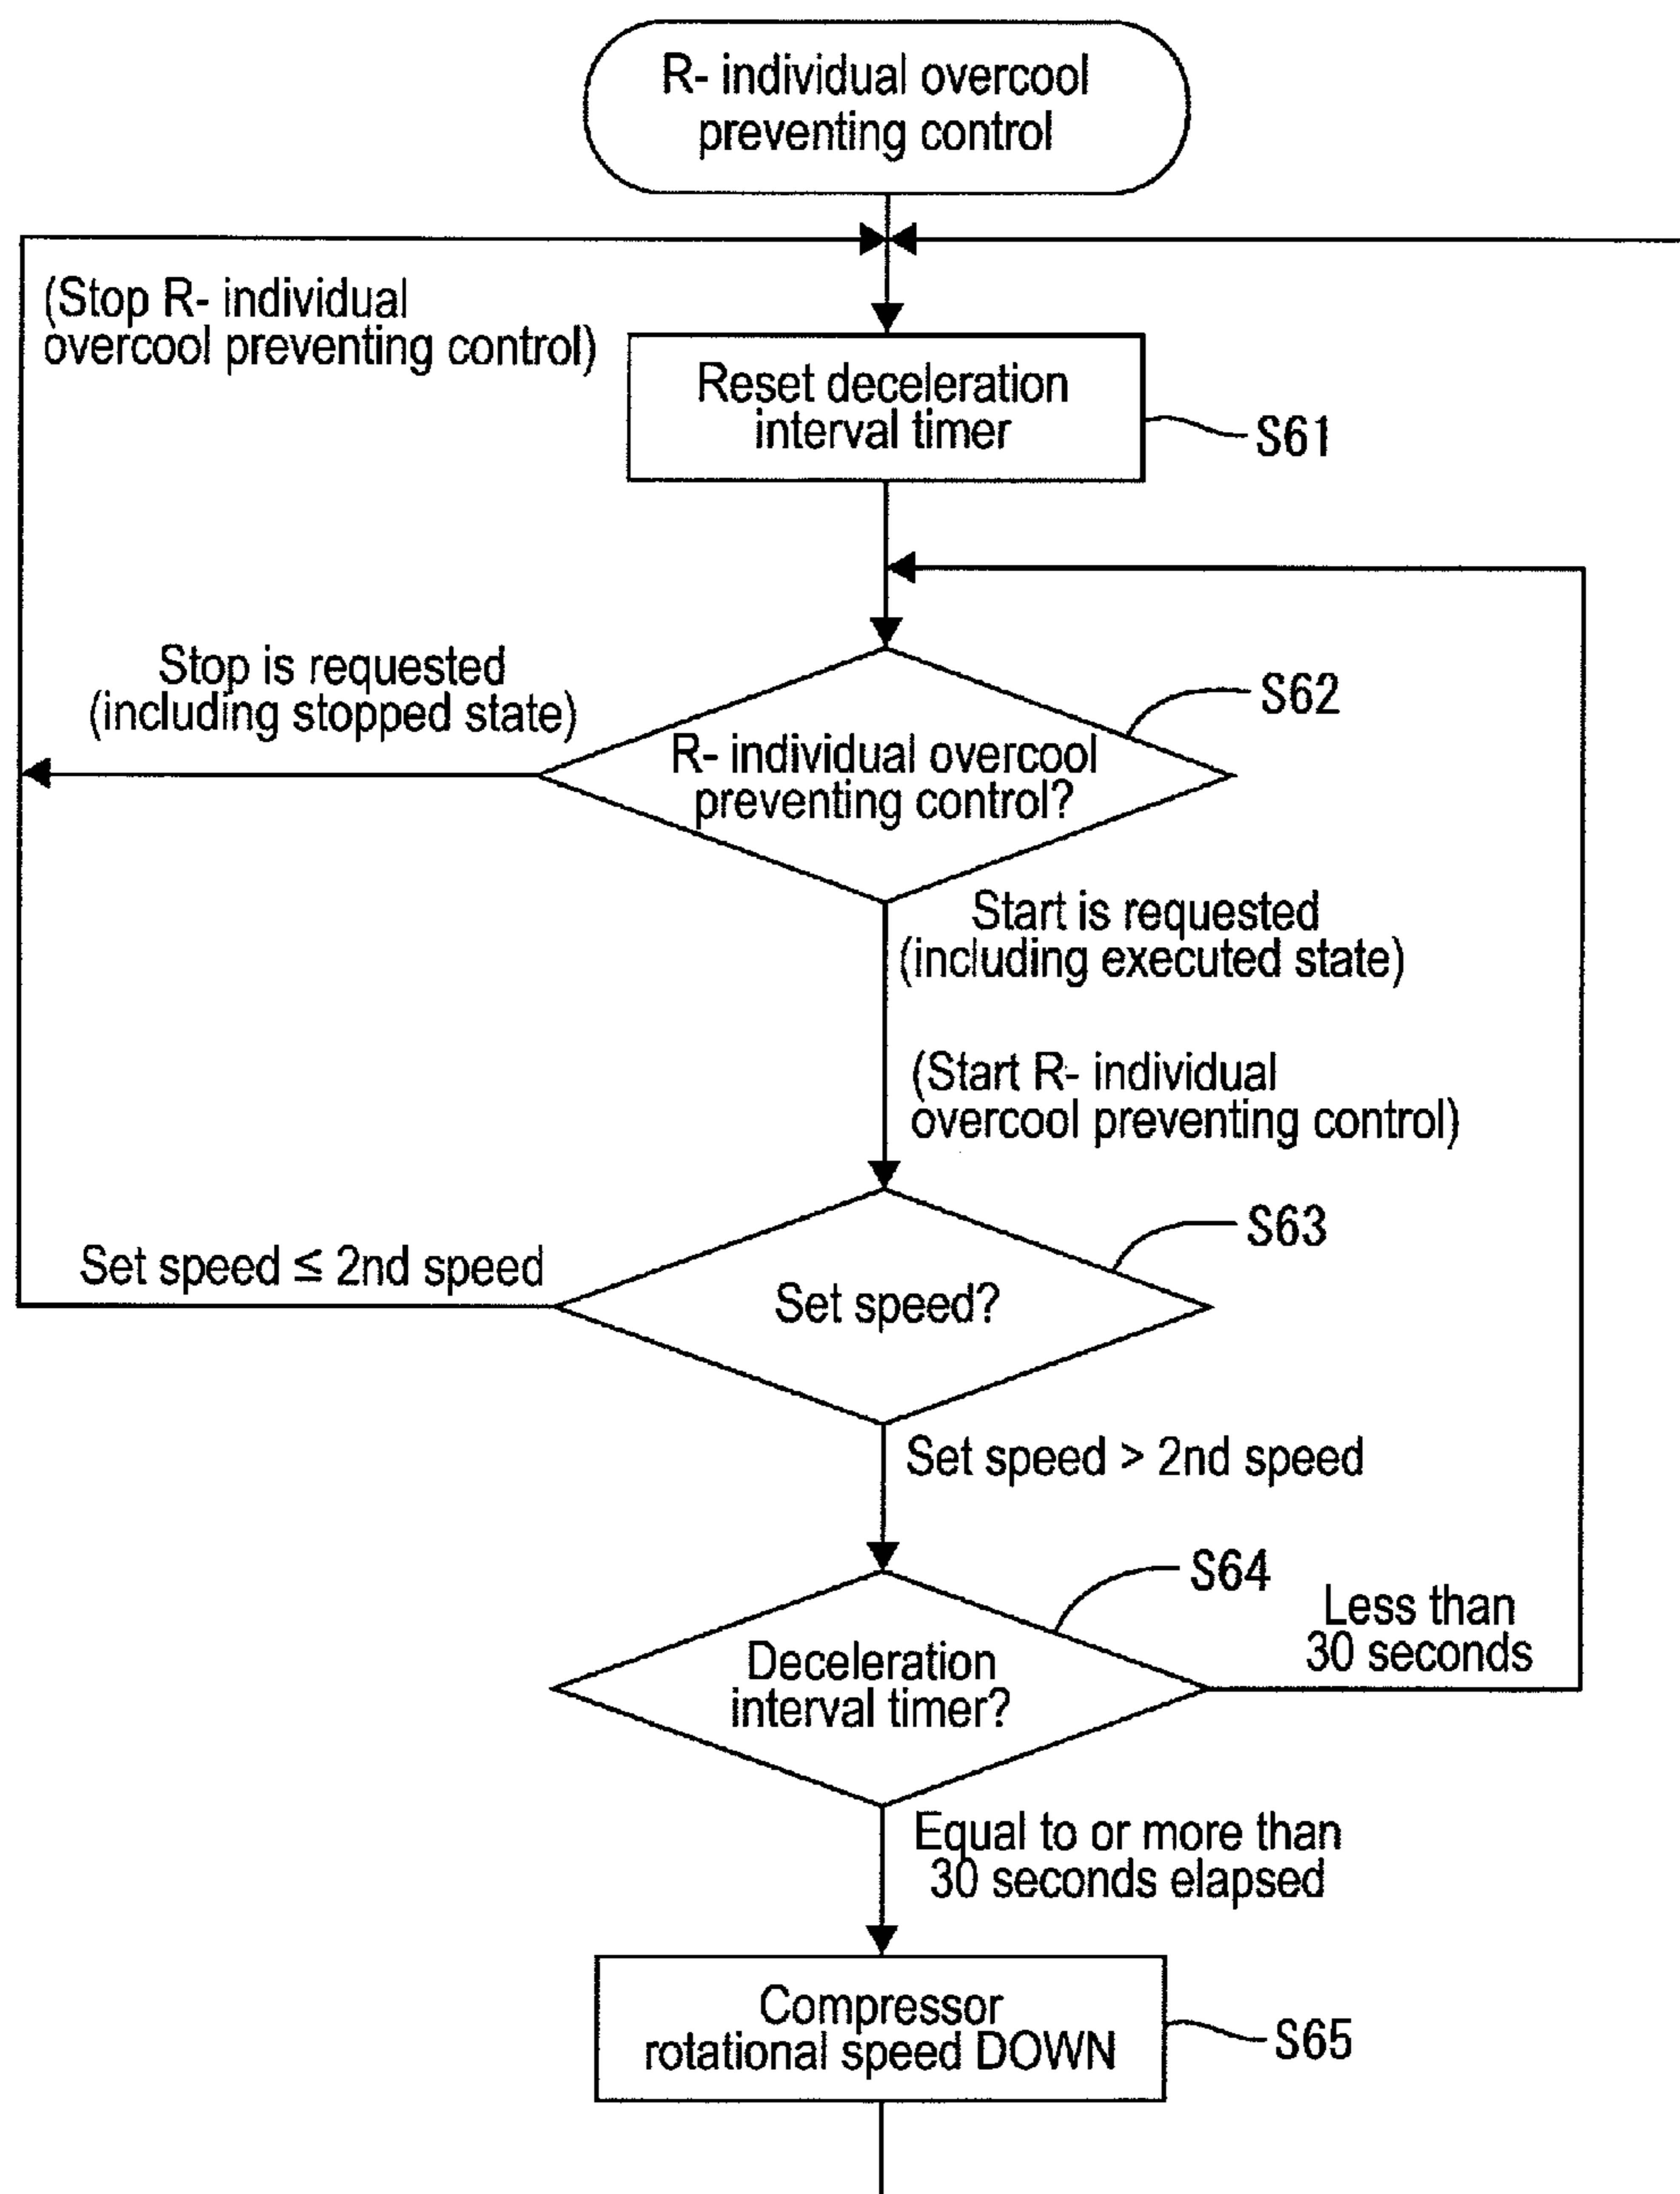 R- individual overcool
preventing control
(Stop R- individual
overcool preventing control)
Reset deceleration
interval timer
S61
Stop is requested
(including stopped state)
S62
R- individual overcool
preventing control?
Start is requested
(including executed state)
(Start R- individual
overcool preventing control)
S63
Set speed ≤ 2nd speed
Set speed?
Set speed > 2nd speed
S64
Less than
30 seconds
Deceleration
interval timer?
Equal to or more than
30 seconds elapsed
Compressor
rotational speed DOWN
S65